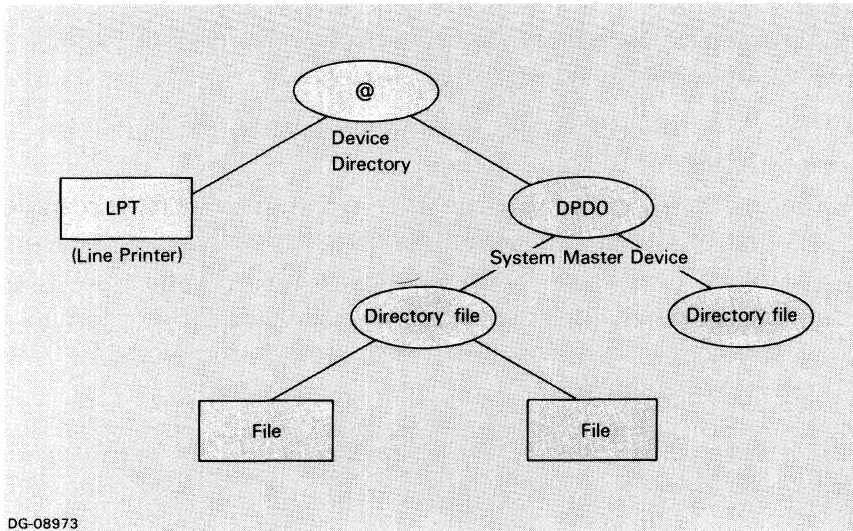 @
Device
Directory
LPT
(Line Printer)
DPD0
System Master Device
Directory file
Directory file
File
File
DG-08973